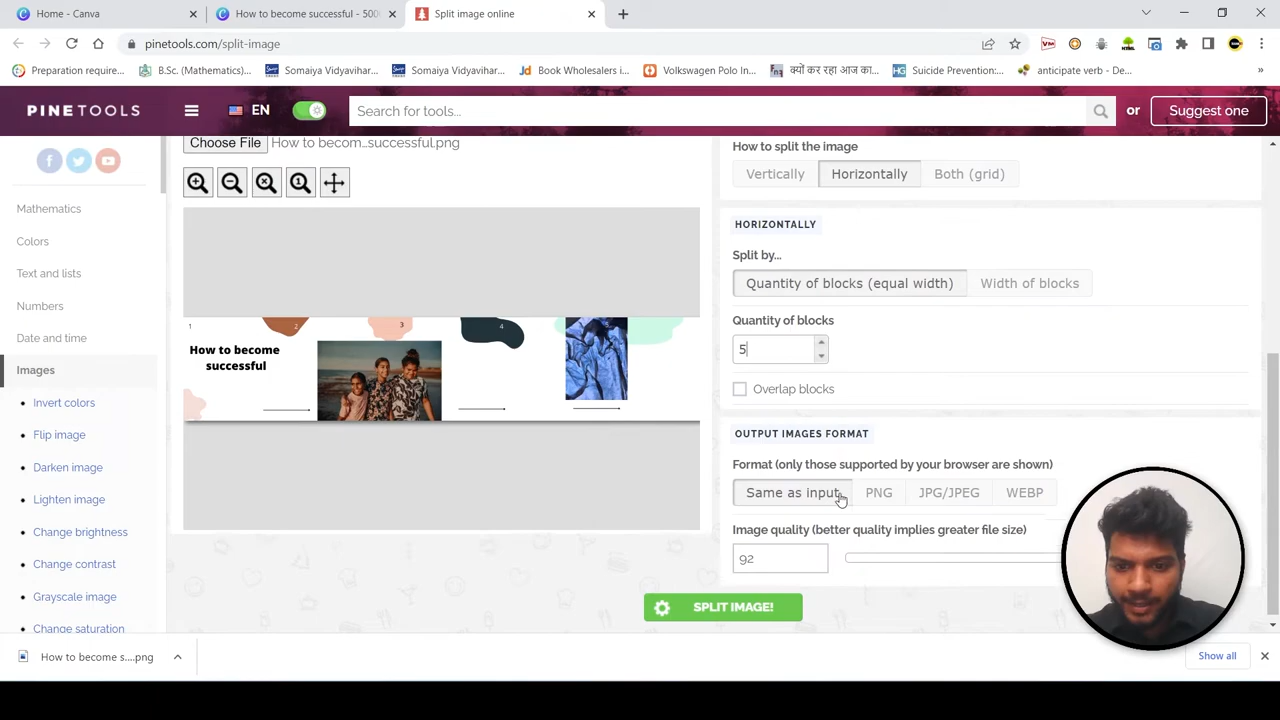 Home - Canva
How to become successful - 500(
Split image online
pinetools.com/split-image
Preparation require...
B.Sc. (Mathematics)...
Somaiya Vidyavihar...
Somaiya Vidyavihar...
Book Wholesalers i...
Volkswagen Polo In...
क्यों कर रहा आज का...
Suicide Prevention:...
anticipate verb - De...
PINETOOLS
EN
Search for tools...
or
Suggest one
Choose File
How to becom...successful.png
Mathematics
Colors
Text and lists
Numbers
Date and time
Images
Invert colors
Flip image
Darken image
Lighten image
Change brightness
Change contrast
Grayscale image
Change saturation
1
2
3
4
How to become
successful
How to split the image
Vertically
Horizontally
Both (grid)
HORIZONTALLY
Split by...
Quantity of blocks (equal width)
Width of blocks
Quantity of blocks
5
Overlap blocks
OUTPUT IMAGES FORMAT
Format (only those supported by your browser are shown)
Same as input
PNG
JPG/JPEG
WEBP
Image quality (better quality implies greater file size)
92
SPLIT IMAGE!
How to become s....png
Show all